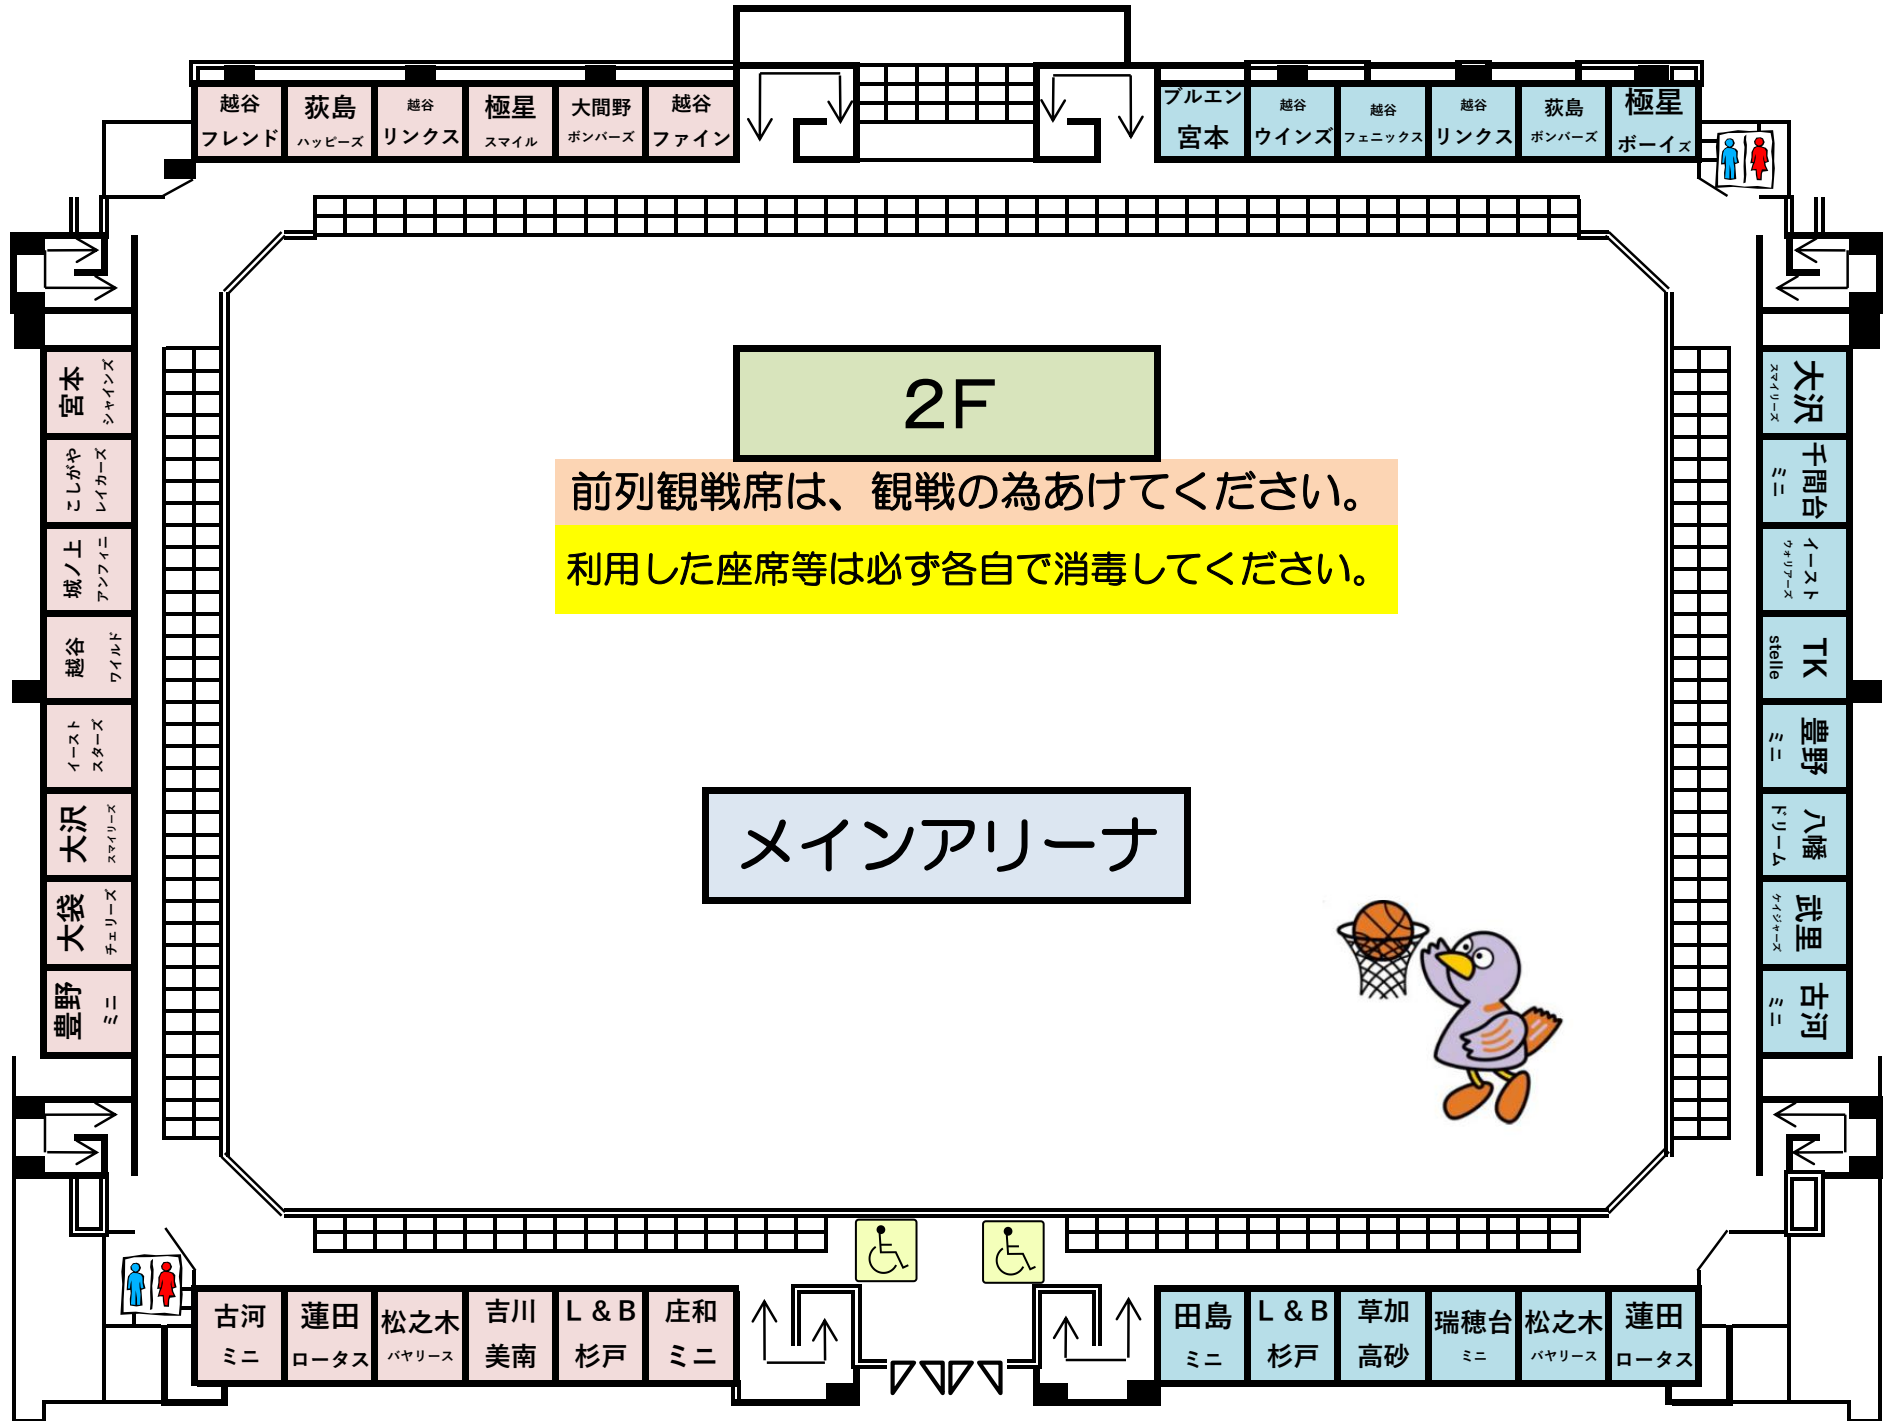 越谷
フレンド
荻島
ハッピーズ
越谷
リンクス
極星
スマイル
大間野
ボンバーズ
越谷
ファイン
ブルエン
宮本
越谷
ウインズ
越谷
フェニックス
越谷
リンクス
荻島
ボンバーズ
極星
ボーイズ
宮本
シャインズ
こしがや
レイカーズ
城ノ上
アンフィニ
越谷
ワイルド
イースト
スターズ
大沢
スマイリーズ
大袋
チェリーズ
豊野
ミニ
2F
前列観戦席は、観戦の為あけてください。
利用した座席等は必ず各自で消毒してください。
メインアリーナ
大沢
スマイリーズ
千間台
ミニ
イースト
ウォリアーズ
TK
stelle
豊野
ミニ
八幡
ドリーム
武里
ケイジャーズ
古河
ミニ
古河
ミニ
蓮田
ロータス
松之木
バヤリース
吉川
美南
L&B
杉戸
庄和
ミニ
田島
ミニ
L&B
杉戸
草加
高砂
瑞穂台
ミニ
松之木
バヤリース
蓮田
ロータス